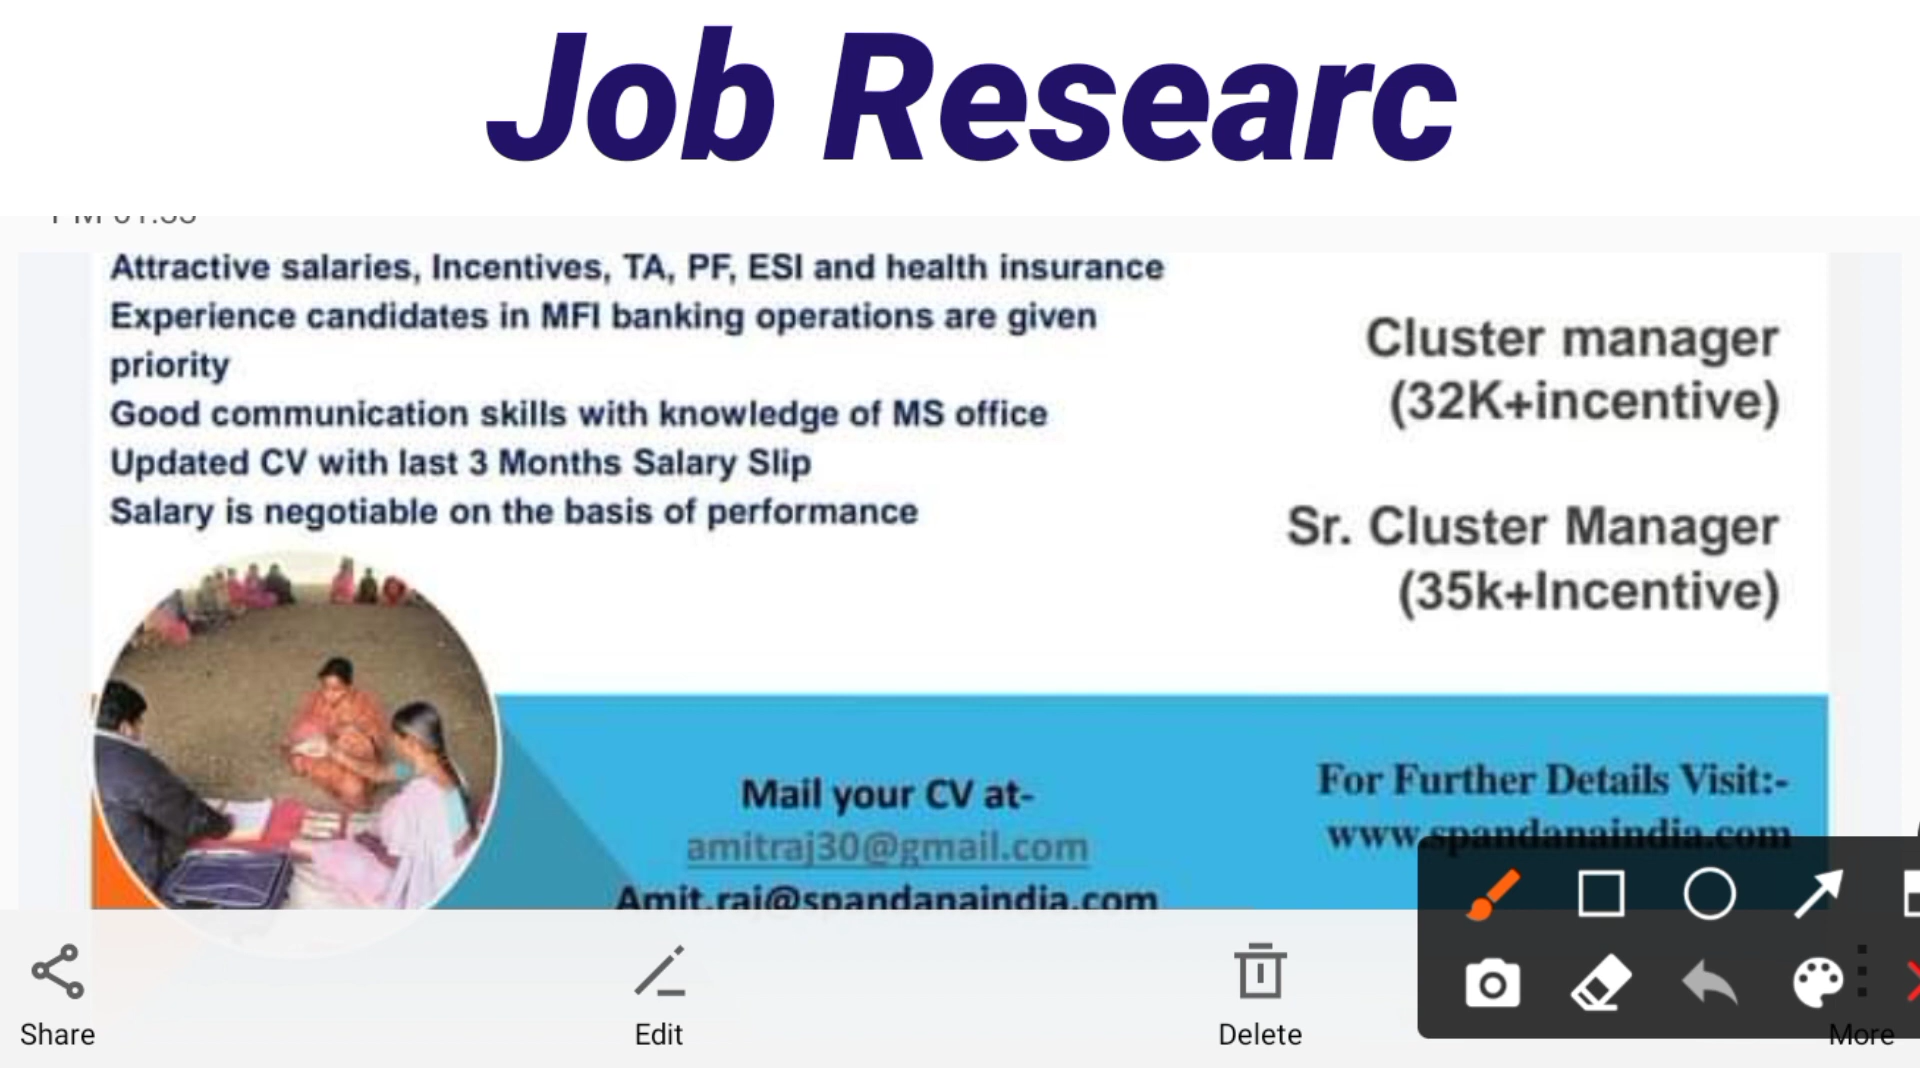 Job Researc
Attractive salaries, Incentives, TA, PF, ESI and health insurance
Experience candidates in MFI banking operations are given
priority
Good communication skills with knowledge of MS office
Updated CV with last 3 Months Salary Slip
Salary is negotiable on the basis of performance
Cluster manager
(32K+incentive)
Sr. Cluster Manager
(35k+Incentive)
Mail your CV at-
amitraj30@gmail.com
Amit.raj@spandanaindia.com
For Further Details Visit:-
www.spandanaindia.com
Share
Edit
Delete
More